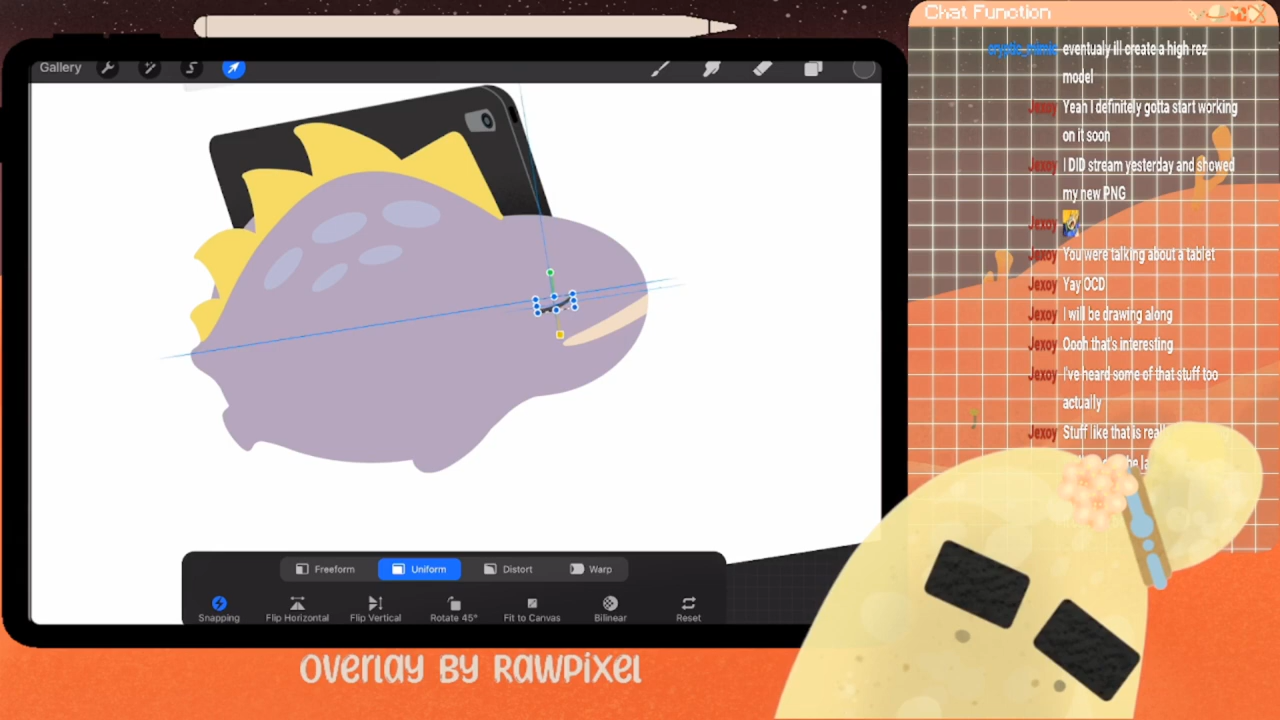 Chat Function
Gallery
cryptic_mimic eventualy ill create a high rez
model
Jexoy Yeah I definitely gotta start working
on it soon
Jexoy I DID stream yesterday and showed
my new PNG
Jexoy
Jexoy You were talking about a tablet
Jexoy Yay OCD
Jexoy I will be drawing along
Jexoy Oooh that's interesting
Jexoy I've heard some of that stuff too
actually
Jexoy Stuff like that is
Freeform Uniform Distort Warp
Snapping Flip Horizontal Flip Vertical Rotate 45° Fit to Canvas Bilinear Reset
OVERLAY BY RAWPIXEL